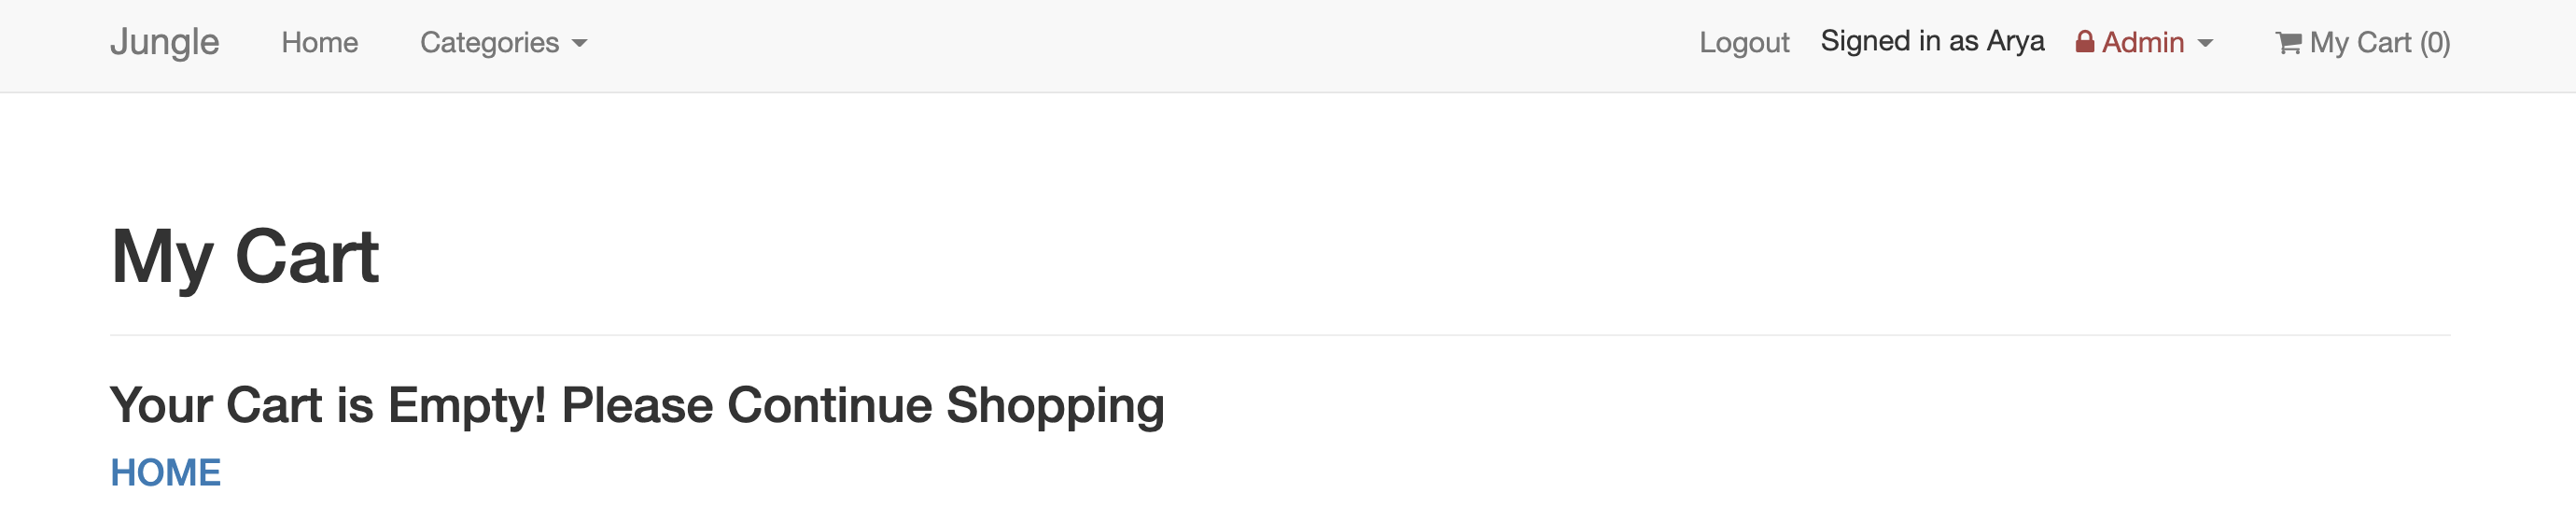 Jungle Home Categories Logout Signed in as Arya Admin My Cart (0)
My Cart
Your Cart is Empty! Please Continue Shopping
HOME